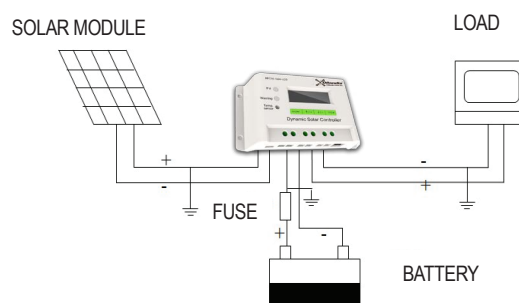 SOLAR MODULE
LOAD
Dynamic Solar Controller
+
-
-
+
FUSE
+
-
BATTERY